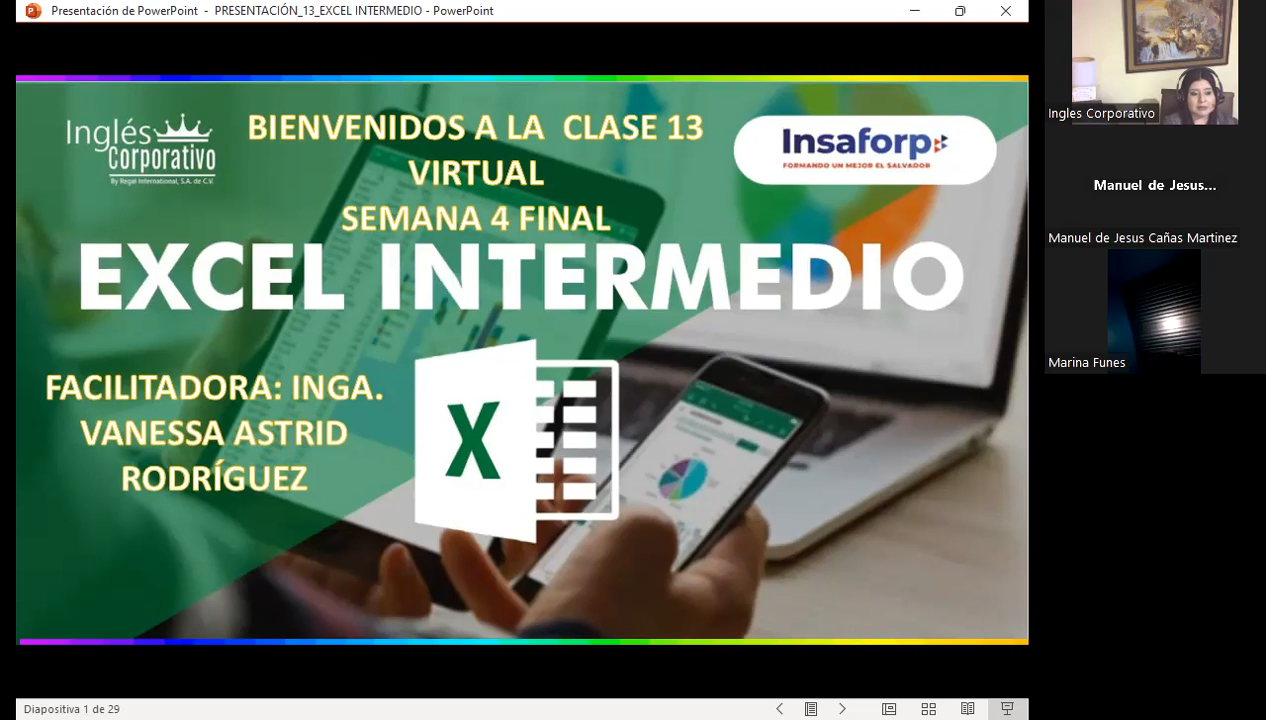 Presentación de PowerPoint - PRESENTACIÓN_13_EXCEL INTERMEDIO - PowerPoint
Inglés
Corporativo
By Regal International, S.A. de C.V.
BIENVENIDOS A LA CLASE 13
VIRTUAL
SEMANA 4 FINAL
Insaforp
FORMANDO UN MEJOR EL SALVADOR
EXCEL INTERMEDIO
FACILITADORA: INGA.
VANESSA ASTRID
RODRÍGUEZ
X
Diapositiva 1 de 29
Ingles Corporativo
Manuel de Jesus...
Manuel de Jesus Cañas Martinez
Marina Funes